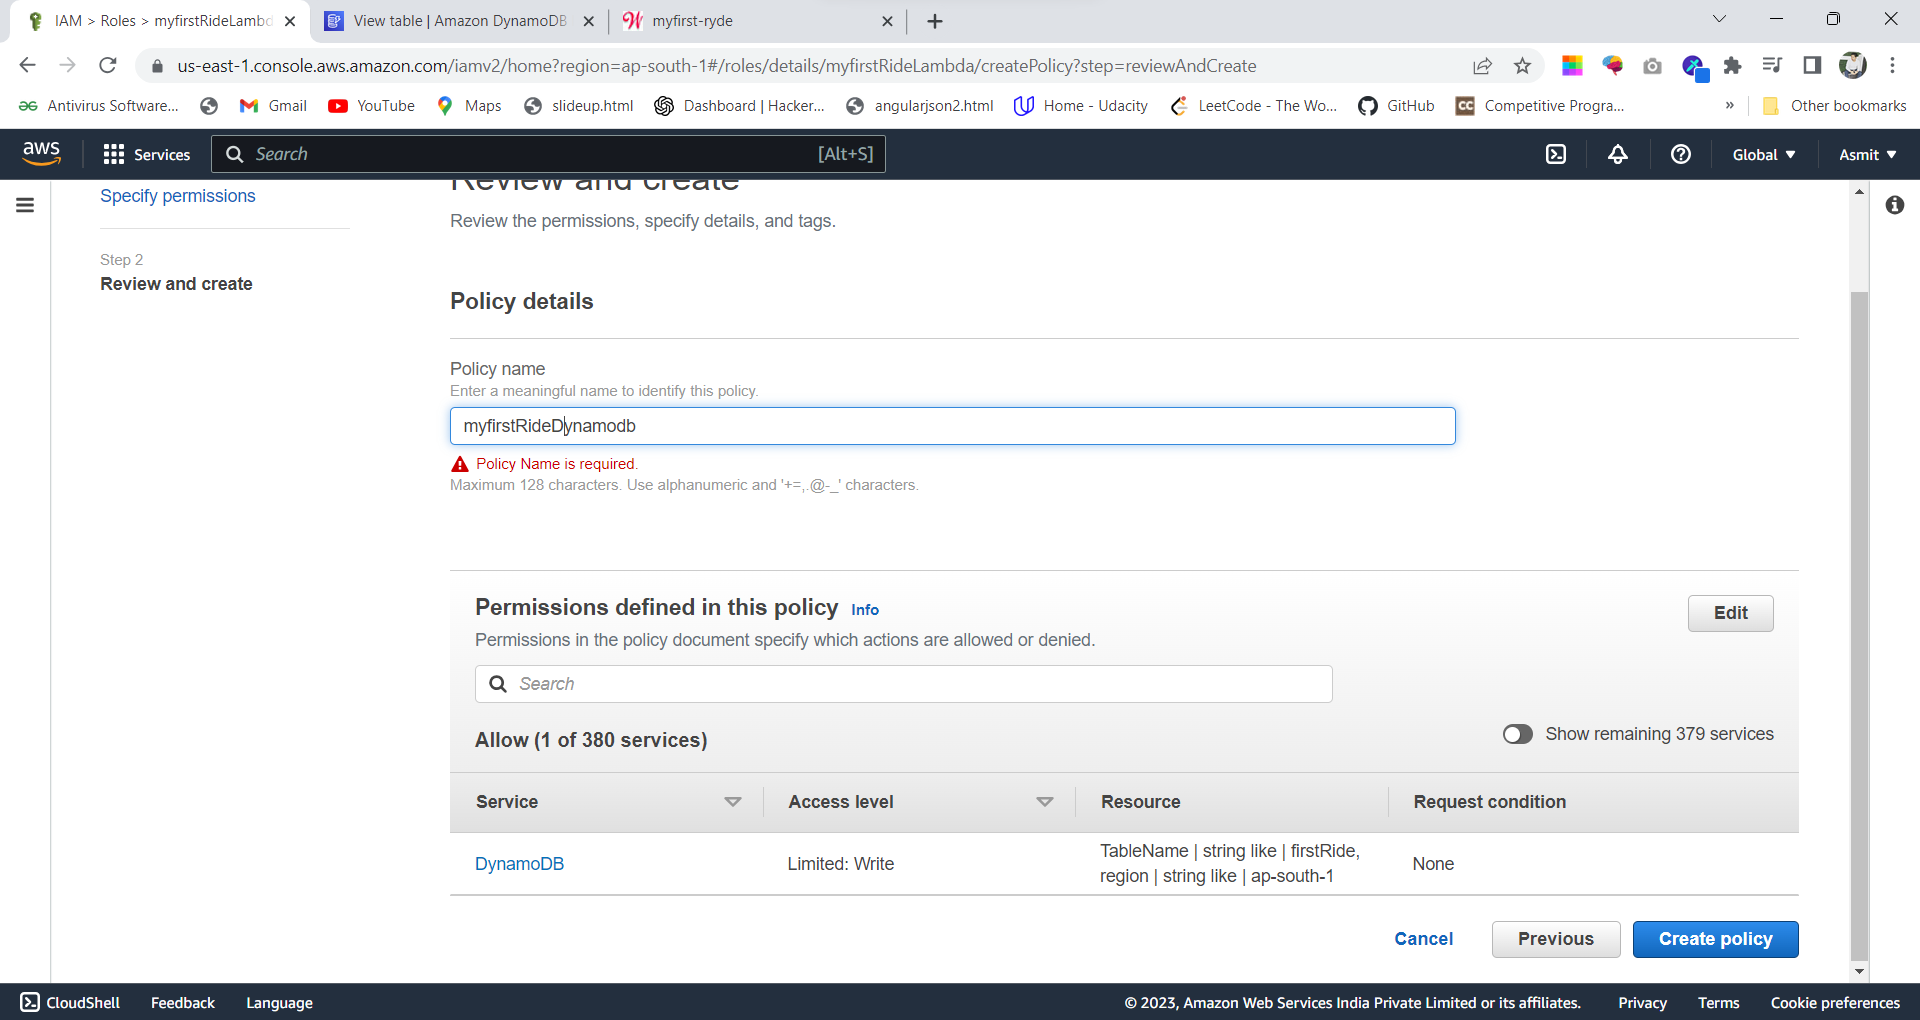 IAM > Roles > myfirstRideLambd
View table | Amazon DynamoDB
myfirst-ryde
us-east-1.console.aws.amazon.com/iamv2/home?region=ap-south-1#/roles/details/myfirstRideLambda/createPolicy?step=reviewAndCreate
Antivirus Software...
Gmail
YouTube
Maps
slideup.html
Dashboard | Hacker...
angularjson2.html
Home - Udacity
LeetCode - The Wo...
GitHub
CC
Competitive Progra...
»
Other bookmarks
aws
Services
Search
[Alt+S]
Global
Asmit
Specify permissions
Step 2
Review and create
Review and create
Review the permissions, specify details, and tags.
Policy details
Policy name
Enter a meaningful name to identify this policy.
myfirstRideDynamodb
Policy Name is required.
Maximum 128 characters. Use alphanumeric and '+=,.@-_' characters.
Permissions defined in this policy Info
Edit
Permissions in the policy document specify which actions are allowed or denied.
Search
Allow (1 of 380 services)
Show remaining 379 services
Service
Access level
Resource
Request condition
DynamoDB
Limited: Write
TableName | string like | firstRide,
region | string like | ap-south-1
None
Cancel
Previous
Create policy
CloudShell
Feedback
Language
© 2023, Amazon Web Services India Private Limited or its affiliates.
Privacy
Terms
Cookie preferences